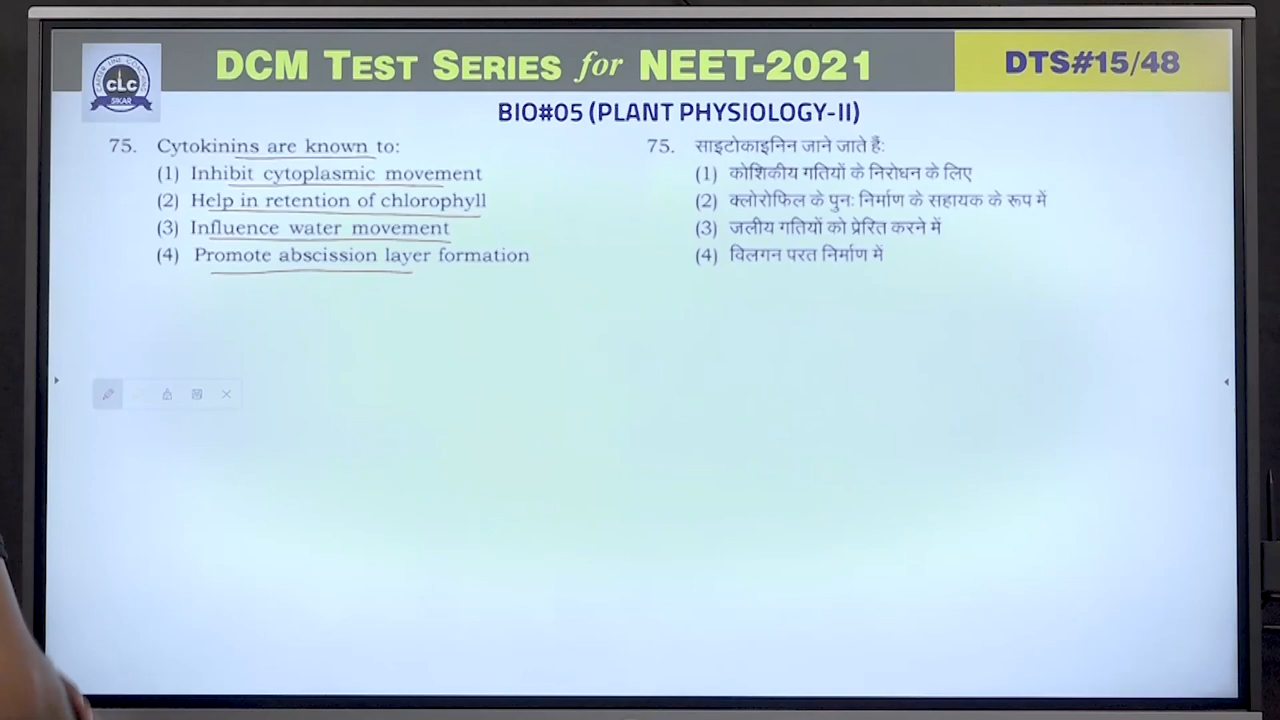 DCM TEST SERIES for NEET-2021
DTS#15/48
CLC
SIKAR
BIO#05 (PLANT PHYSIOLOGY-II)
75. Cytokinins are known to:
(1) Inhibit cytoplasmic movement
(2) Help in retention of chlorophyll
(3) Influence water movement
(4) Promote abscission layer formation
75. साइटोकाइनिन जाने जाते हैं:
(1) कोशिकीय गतियों के निरोधन के लिए
(2) क्लोरोफिल के पुनः निर्माण के सहायक के रूप में
(3) जलीय गतियों को प्रेरित करने में
(4) विलगन परत निर्माण में